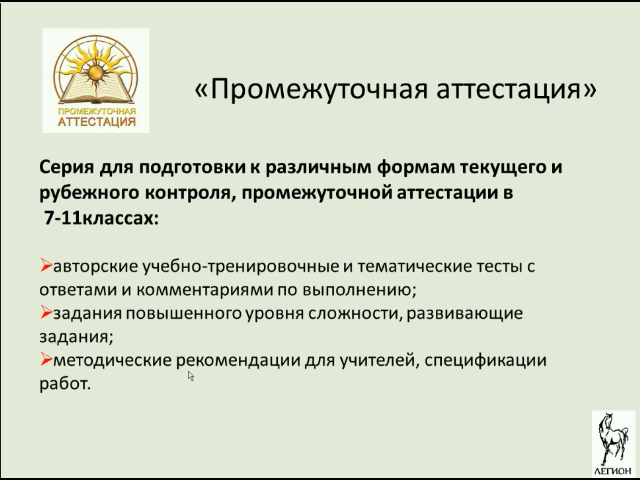 ПРОМЕЖУТОЧНАЯ
АТТЕСТАЦИЯ
«Промежуточная аттестация»
Серия для подготовки к различным формам текущего и
рубежного контроля, промежуточной аттестации в
7-11классах:
авторские учебно-тренировочные и тематические тесты с
ответами и комментариями по выполнению;
задания повышенного уровня сложности, развивающие
задания;
методические рекомендации для учителей, спецификации
работ.
ЛЕГИОН